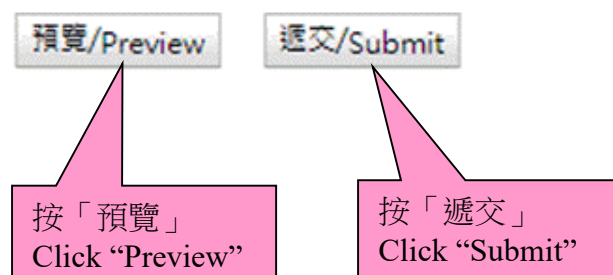 預覽/Preview
遞交/Submit
按「預覽」
Click “Preview”
按「遞交」
Click “Submit”